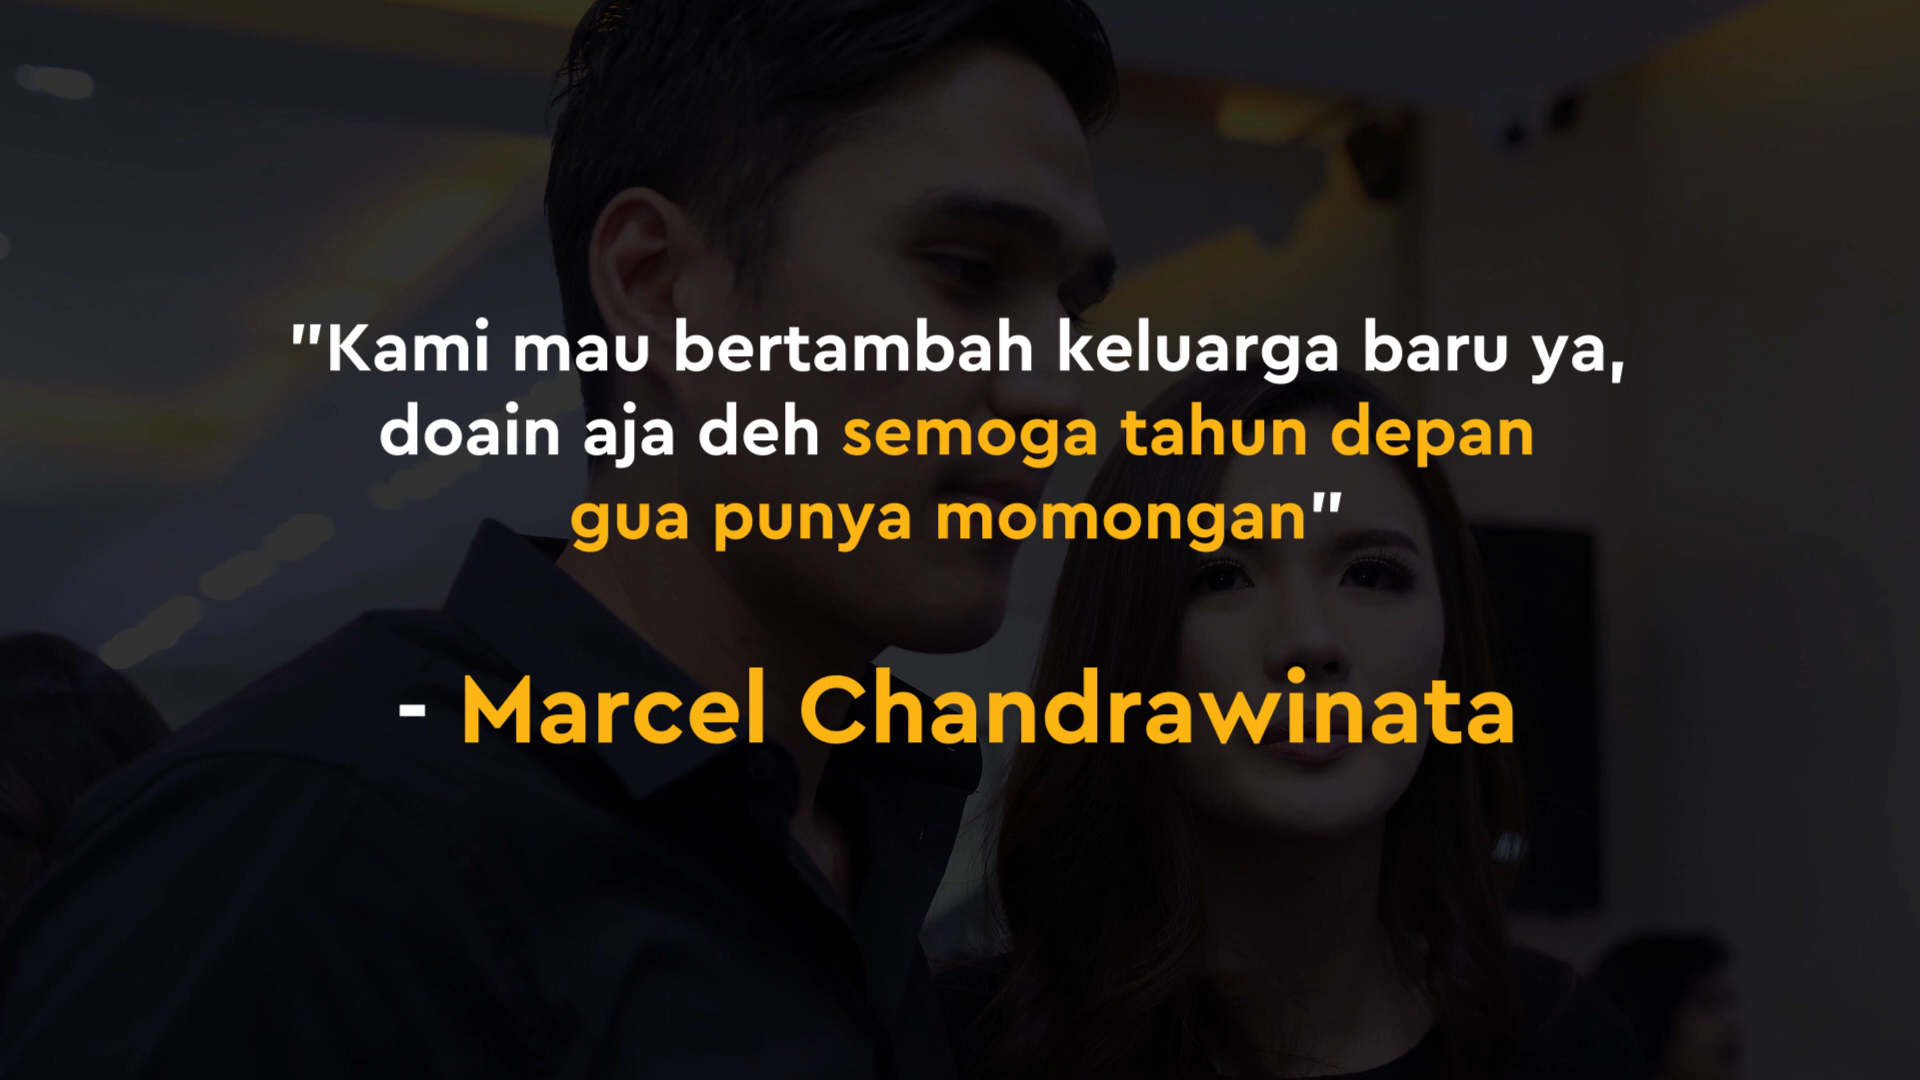 "Kami mau bertambah keluarga baru ya,
doain aja deh semoga tahun depan
gua punya momongan"
- Marcel Chandrawinata